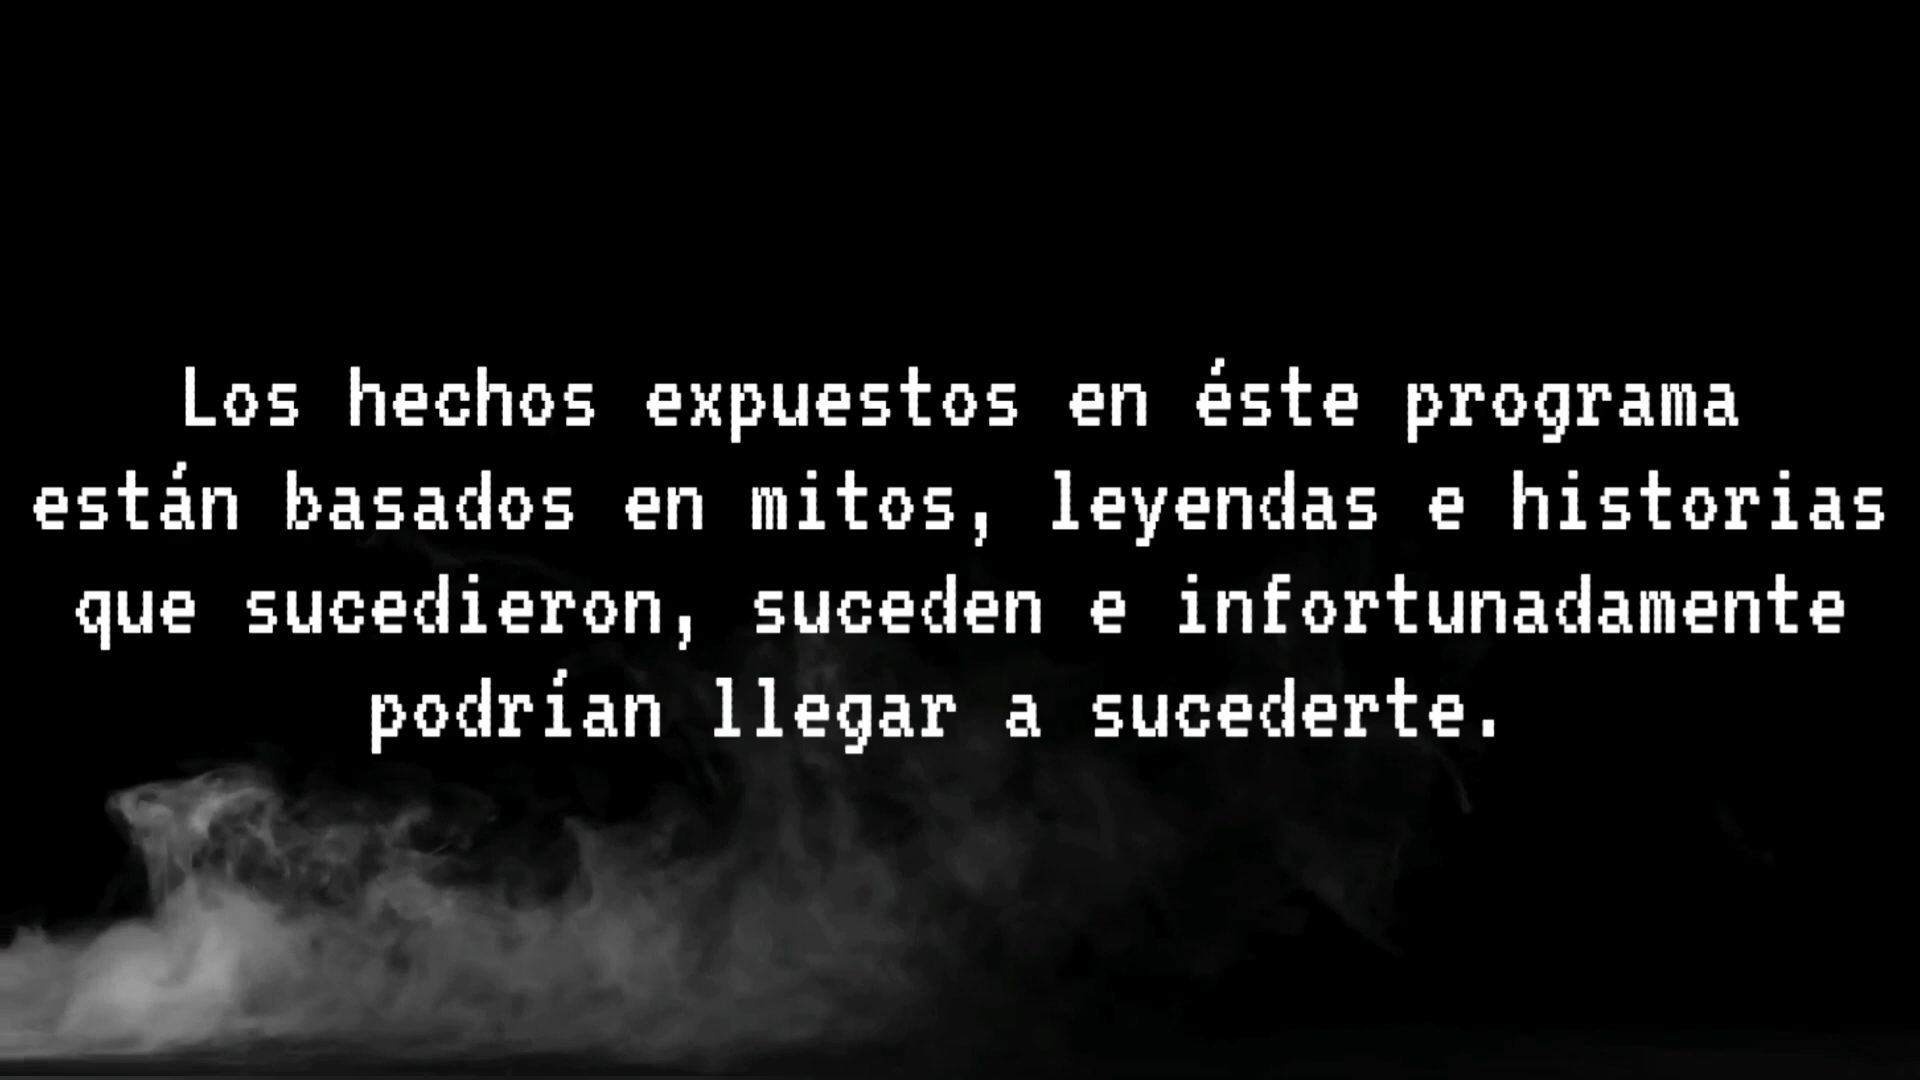 Los hechos expuestos en éste programa
están basados en mitos, leyendas e historias
que sucedieron, suceden e infortunadamente
podrían llegar a sucederte.